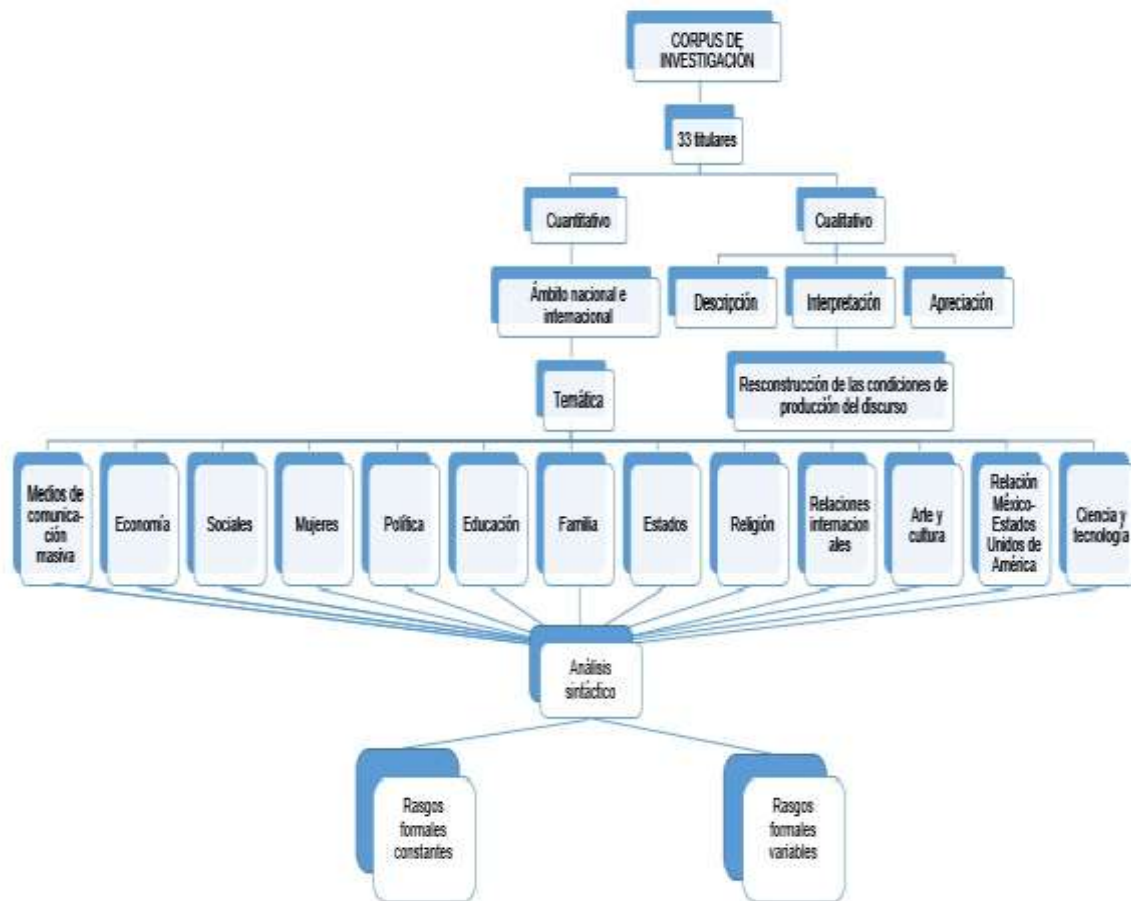 CORPUS DE
INVESTIGACIÓN
33 titulares
Cuantitativo
Cualitativo
Ámbito nacional e
internacional
Descripción
Interpretación
Apreciación
Temática
Resconstrucción de las condiciones de
producción del discurso
Medios de
comunica-
ción
masiva
Economía
Sociales
Mujeres
Política
Educación
Familia
Estados
Religión
Relaciones
internacion
ales
Arte y
cultura
Relación
México-
Estados
Unidos de
América
Ciencia y
tecnología
Análisis
sintáctico
Rasgos
formales
constantes
Rasgos
formales
variables